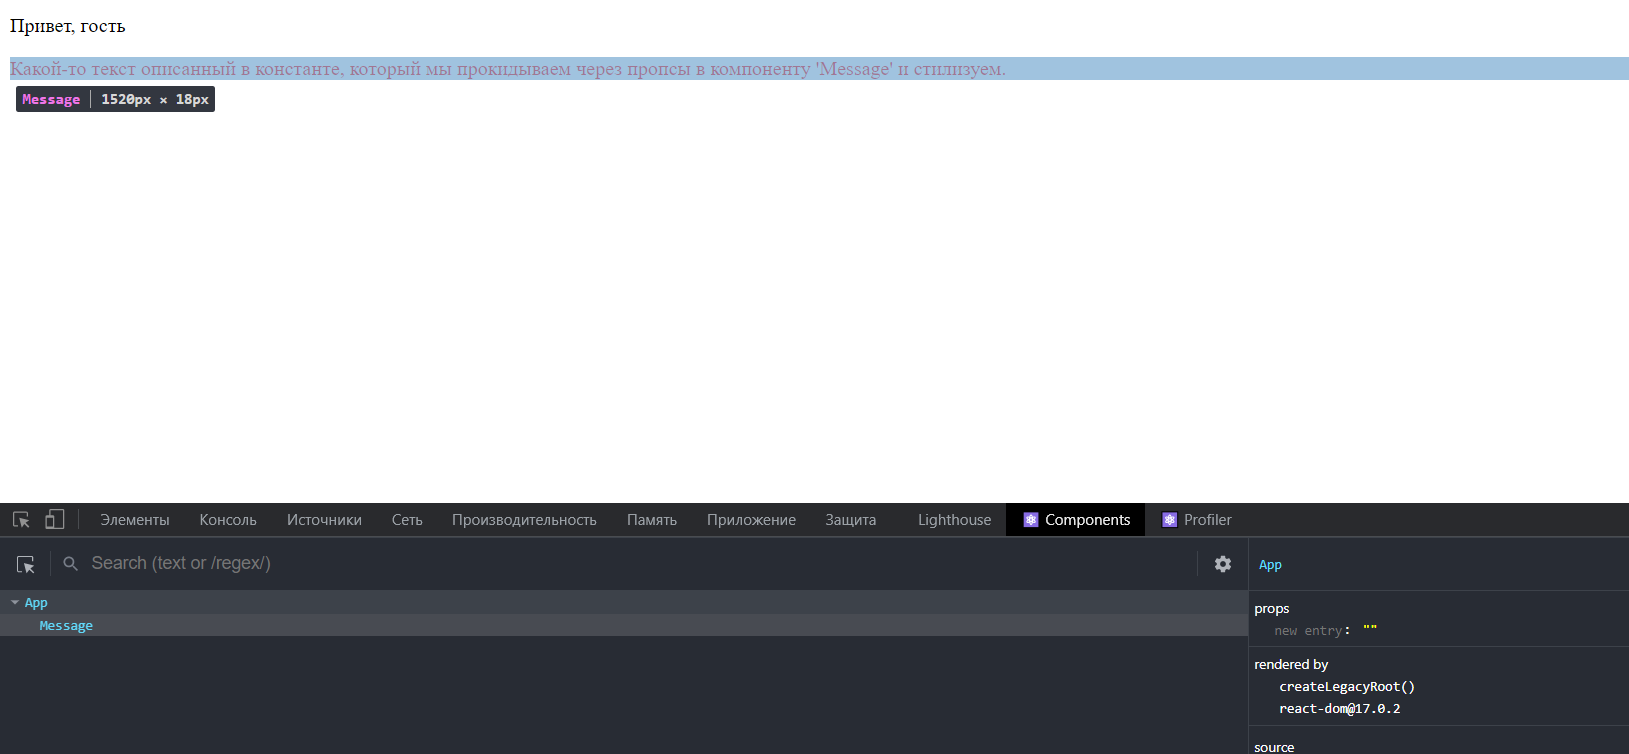 Привет, гость
Какой-то текст описанный в константе, который мы прокидываем через пропсы в компоненту 'Message' и стилизуем.
Message 1520px × 18px
Элементы Консоль Источники Сеть Производительность Память Приложение Защита Lighthouse Components Profiler
Search (text or /regex/)
App
Message
App
props
new entry: ""
rendered by
createLegacyRoot()
react-dom@17.0.2
source